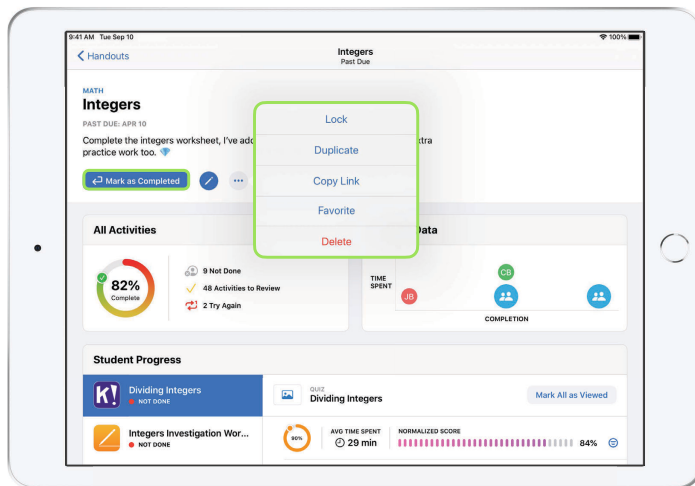 9:41 AM Tue Sep 10
100%
Handouts
Integers
Past Due
MATH
Integers
PAST DUE: APR 10
Complete the integers worksheet, I've add
xtra
practice work too.
Mark as Completed
Lock
Duplicate
Copy Link
Favorite
Delete
All Activities
82%
Complete
9 Not Done
48 Activities to Review
2 Try Again
Data
TIME
SPENT
JB
CB
COMPLETION
Student Progress
K!
Dividing Integers
NOT DONE
Integers Investigation Wor...
NOT DONE
QUIZ
Dividing Integers
Mark All as Viewed
90%
AVG TIME SPENT
29 min
NORMALIZED SCORE
84%